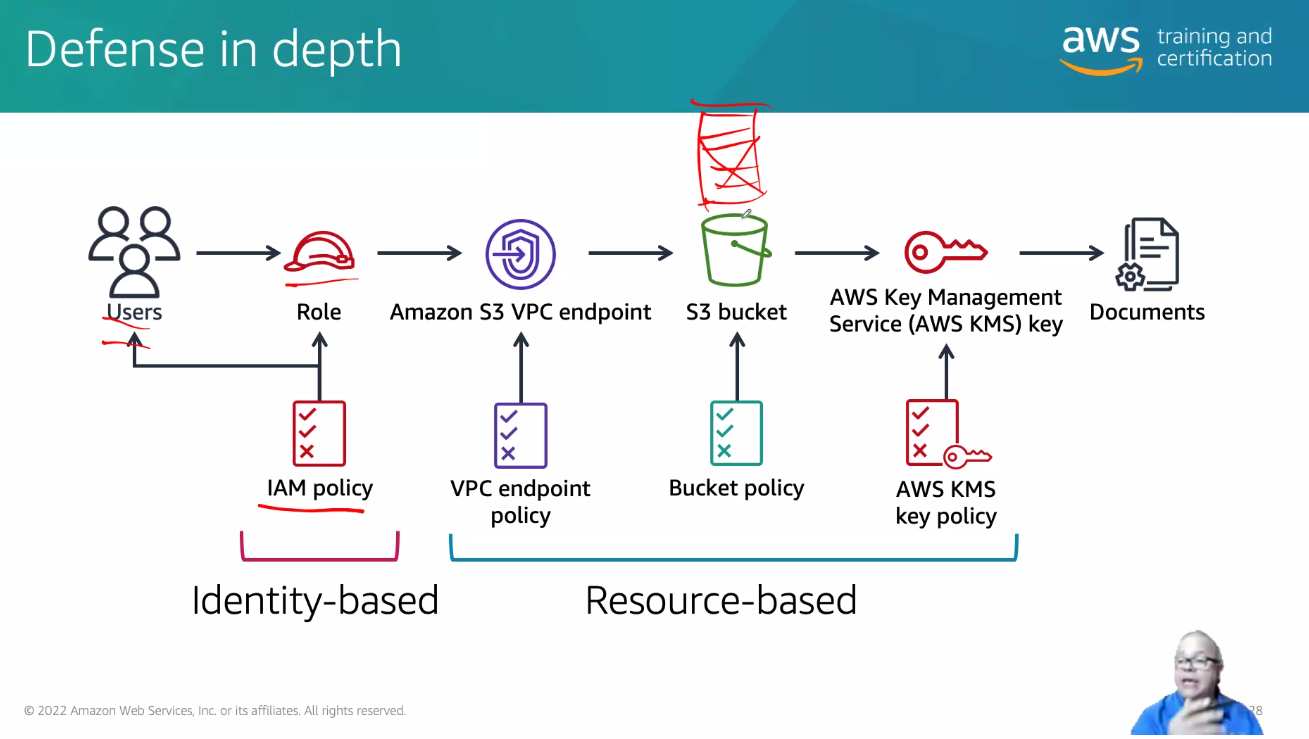 Defense in depth
aws training and
certification
Users
Role
Amazon S3 VPC endpoint
S3 bucket
AWS Key Management
Service (AWS KMS) key
Documents
IAM policy
VPC endpoint
policy
Bucket policy
AWS KMS
key policy
Identity-based
Resource-based
© 2022 Amazon Web Services, Inc. or its affiliates. All rights reserved.
28